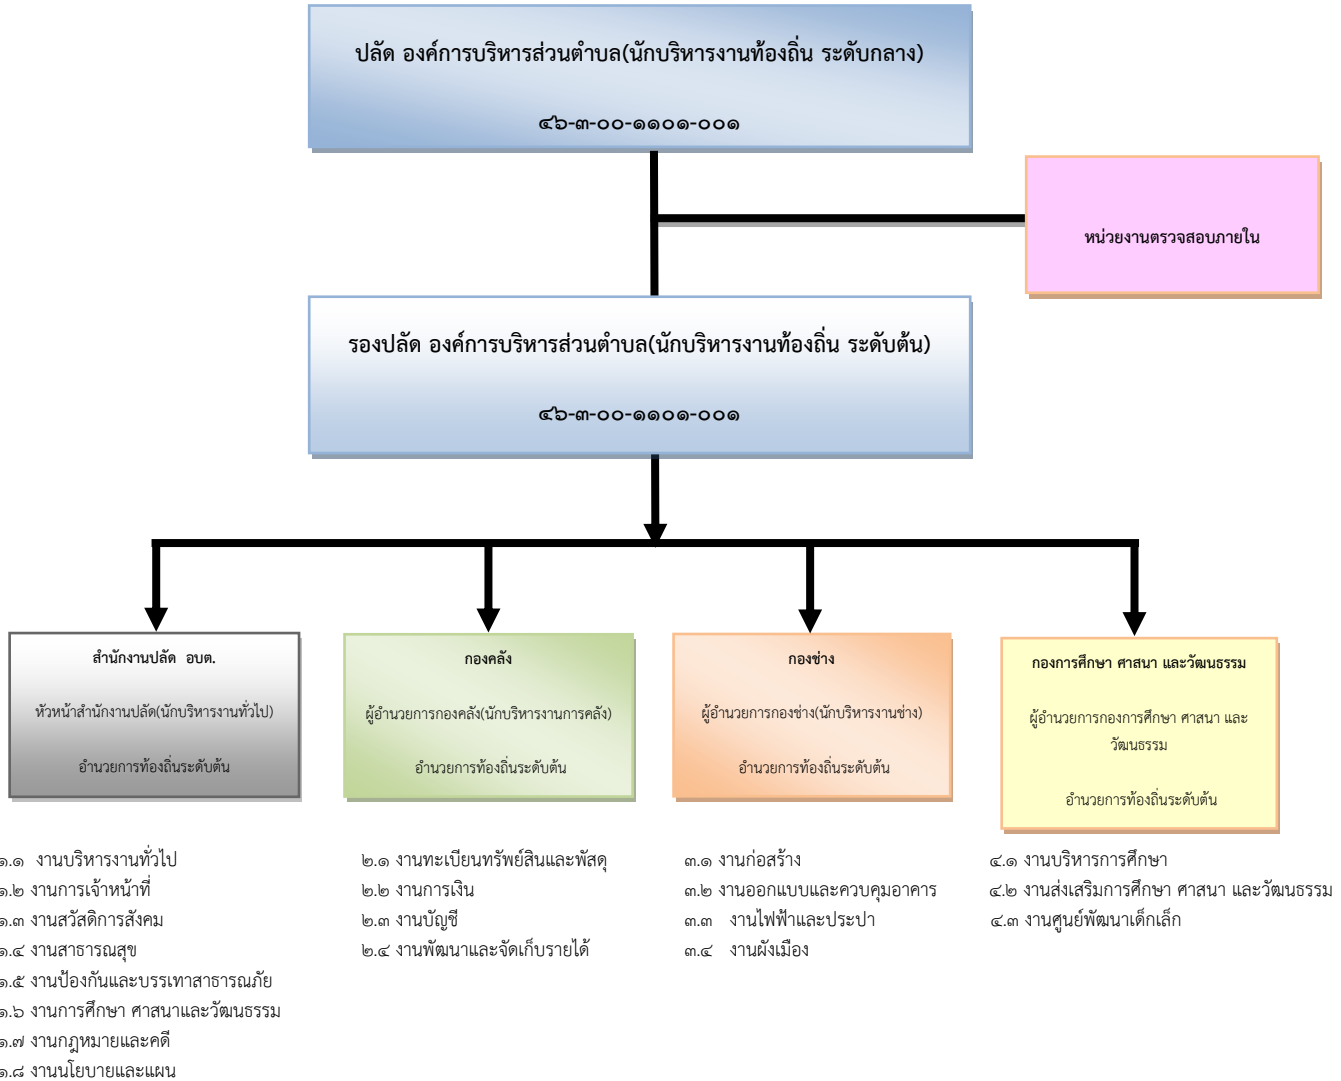 ปลัด องค์การบริหารส่วนตำบล(นักบริหารงานท้องถิ่น ระดับกลาง)
๔๖-๓-๐๐-๑๑๐๑-๐๐๑
หน่วยงานตรวจสอบภายใน
รองปลัด องค์การบริหารส่วนตำบล(นักบริหารงานท้องถิ่น ระดับต้น)
๔๖-๓-๐๐-๑๑๐๑-๐๐๑
สำนักงานปลัด อบต.
หัวหน้าสำนักงานปลัด(นักบริหารงานทั่วไป)
อำนวยการท้องถิ่นระดับต้น
กองคลัง
ผู้อำนวยการกองคลัง(นักบริหารงานการคลัง)
อำนวยการท้องถิ่นระดับต้น
กองช่าง
ผู้อำนวยการกองช่าง(นักบริหารงานช่าง)
อำนวยการท้องถิ่นระดับต้น
กองการศึกษา ศาสนา และวัฒนธรรม
ผู้อำนวยการกองการศึกษา ศาสนา และ
วัฒนธรรม
อำนวยการท้องถิ่นระดับต้น
๑.๑ งานบริหารงานทั่วไป
๑.๒ งานการเจ้าหน้าที่
๑.๓ งานสวัสดิการสังคม
๑.๔ งานสาธารณสุข
๑.๕ งานป้องกันและบรรเทาสาธารณภัย
๑.๖ งานการศึกษา ศาสนาและวัฒนธรรม
๑.๗ งานกฎหมายและคดี
๑.๘ งานนโยบายและแผน
๒.๑ งานทะเบียนทรัพย์สินและพัสดุ
๒.๒ งานการเงิน
๒.๓ งานบัญชี
๒.๔ งานพัฒนาและจัดเก็บรายได้
๓.๑ งานก่อสร้าง
๓.๒ งานออกแบบและควบคุมอาคาร
๓.๓ งานไฟฟ้าและประปา
๓.๔ งานผังเมือง
๔.๑ งานบริหารการศึกษา
๔.๒ งานส่งเสริมการศึกษา ศาสนา และวัฒนธรรม
๔.๓ งานศูนย์พัฒนาเด็กเล็ก